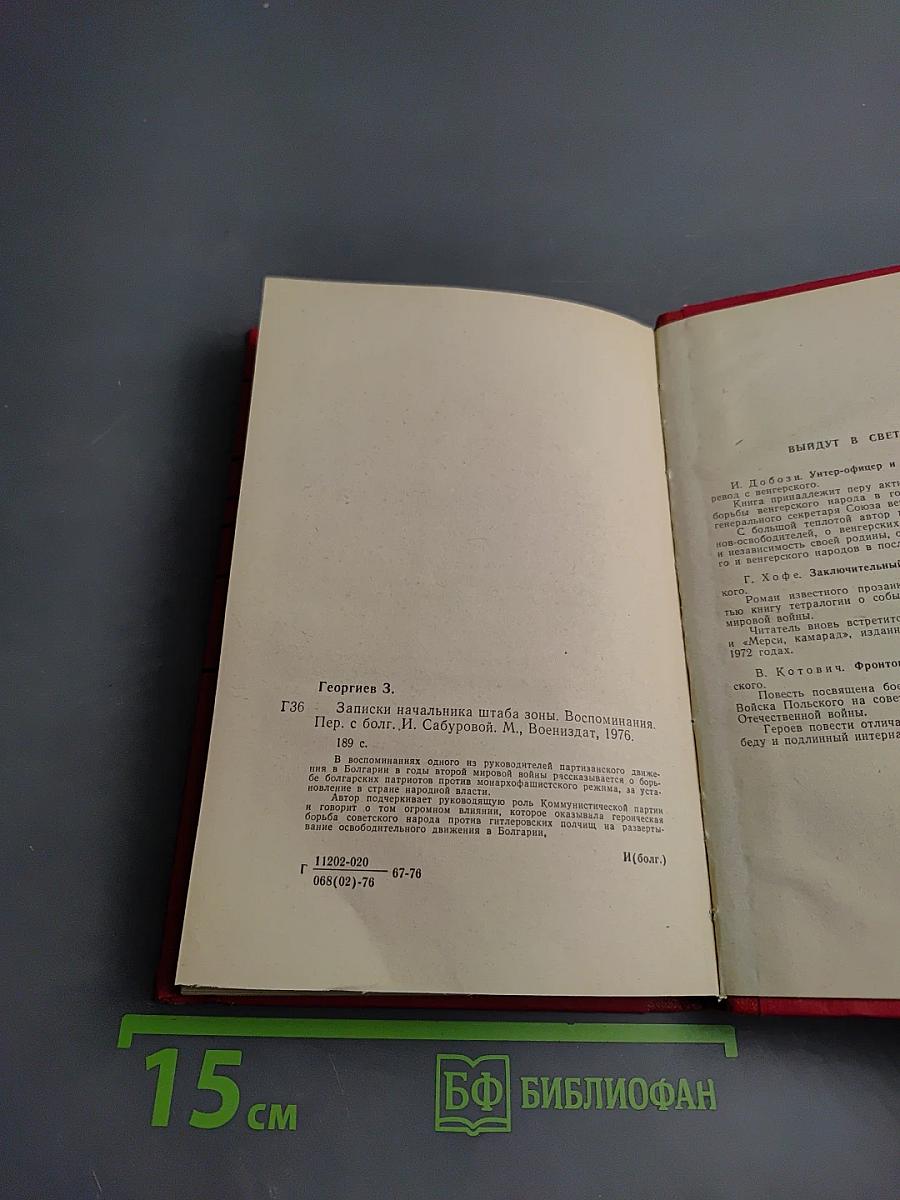 Георгиев З.
Г36 Записки начальника штаба зоны. Воспоминания.
Пер. с болг. И. Сабуровой. М., Воениздат, 1976.
189 с.
В воспоминаниях одного из руководителей партизанского движе-
ния в Болгарии в годы второй мировой войны рассказывается о борь-
бе болгарских патриотов против монархофашистского режима, за уста-
новление в стране народной власти.
Автор подчеркивает руководящую роль Коммунистической партии
и говорит о том огромном влиянии, которое оказывала героическая
борьба советского народа против гитлеровских полчищ на разверты-
вание освободительного движения в Болгарии.
Г 11202-020
068(02)-76 67-76
И(болг.)
ВЫЙДУТ В СВЕТ
И. Добози. Унтер-офицер и
ревод с венгерского.
Книга принадлежит перу акти
борьбы венгерского народа в го
генерального секретаря Союза ве
С большой теплотой автор
нов-освободителей, о венгерских
и независимость своей родины, о
го и венгерского народов в посл
Г. Хофе. Заключительный
кого.
Роман известного прозаи
тью книгу тетралогии о собы
мировой войны.
Читатель вновь встретитс
и «Мерси, камарад», издан
1972 годах.
В. Котович. Фронто
ского.
Повесть посвящена бое
Войска Польского на сове
Отечественной войны.
Героев повести отлича
беду и подлинный интерна
15 см
БФ БИБЛИОФАН